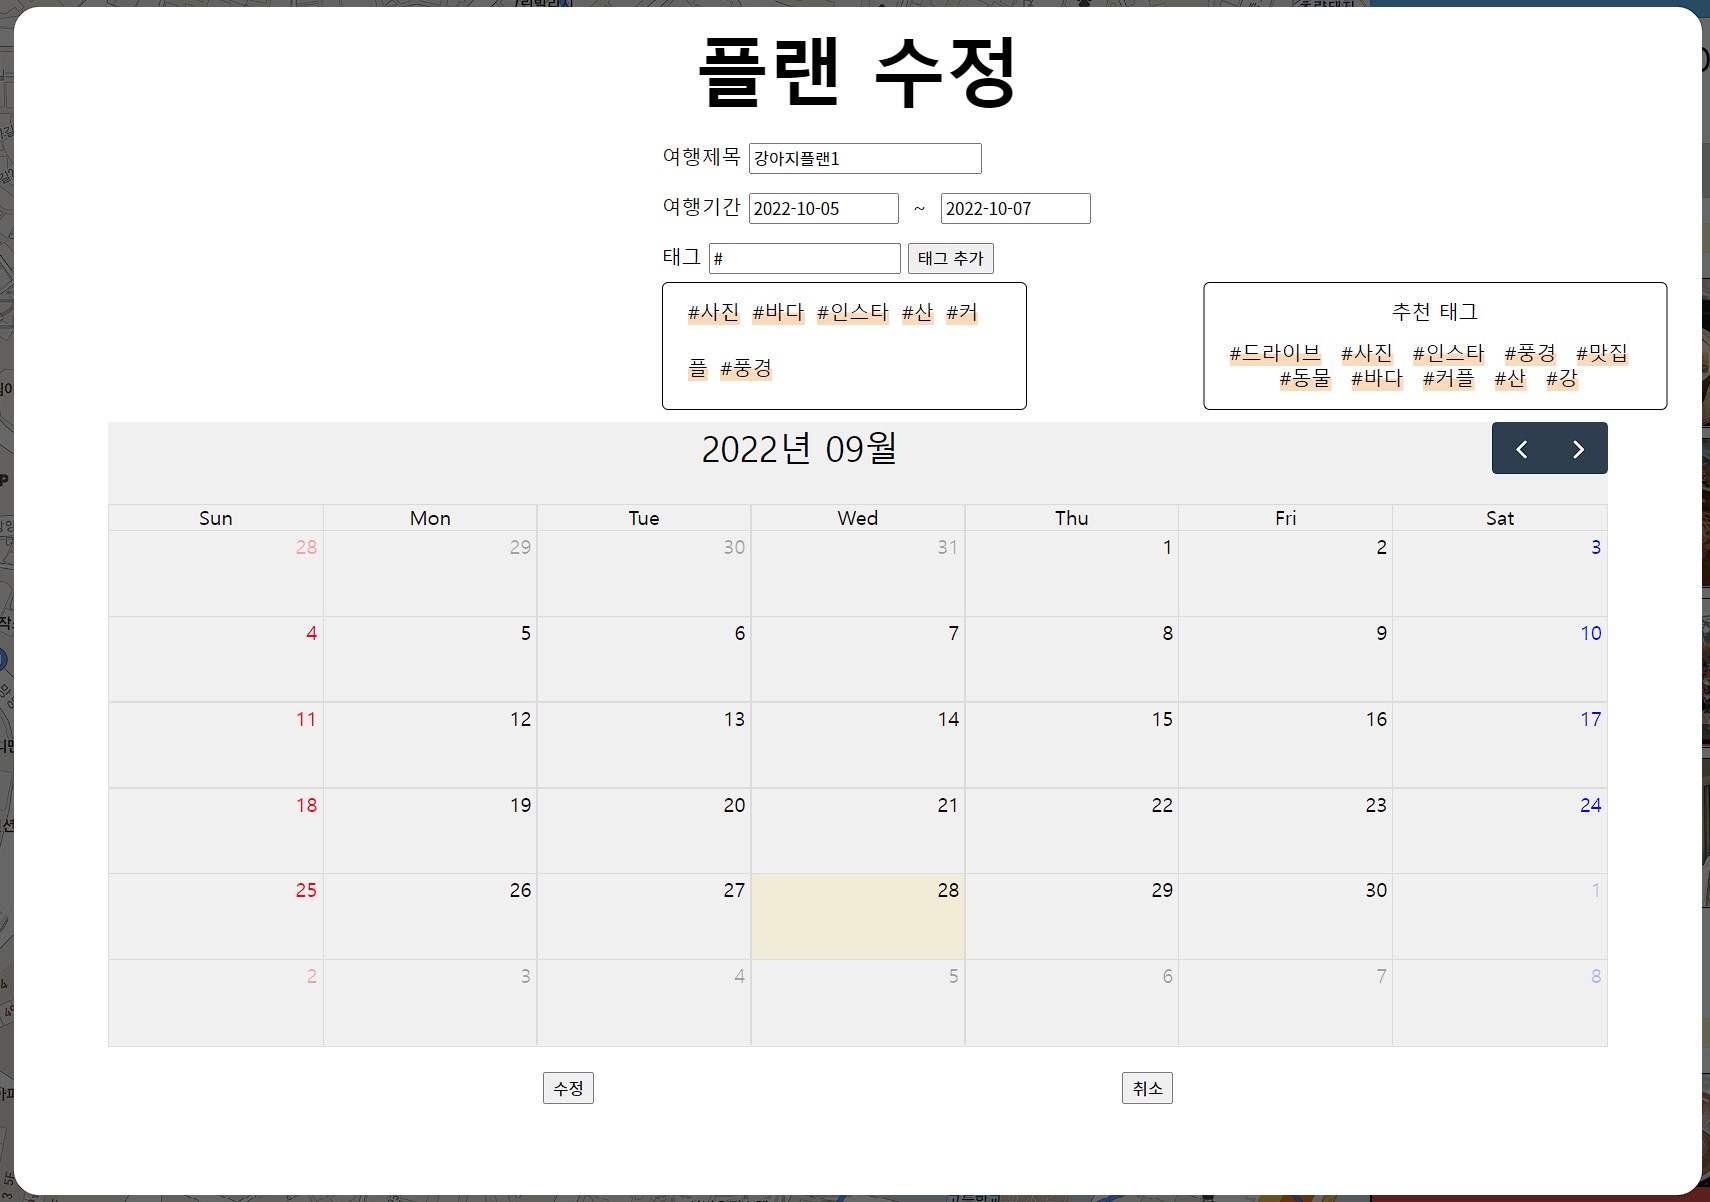 플랜 수정
여행제목 강아지플랜1
여행기간 2022-10-05 ~ 2022-10-07
태그 # 태그 추가
#사진 #바다 #인스타 #산 #커
플 #풍경
추천 태그
#드라이브 #사진 #인스타 #풍경 #맛집
#동물 #바다 #커플 #산 #강
2022년 09월
Sun Mon Tue Wed Thu Fri Sat
28 29 30 31 1 2 3
4 5 6 7 8 9 10
11 12 13 14 15 16 17
18 19 20 21 22 23 24
25 26 27 28 29 30 1
2 3 4 5 6 7 8
수정 취소